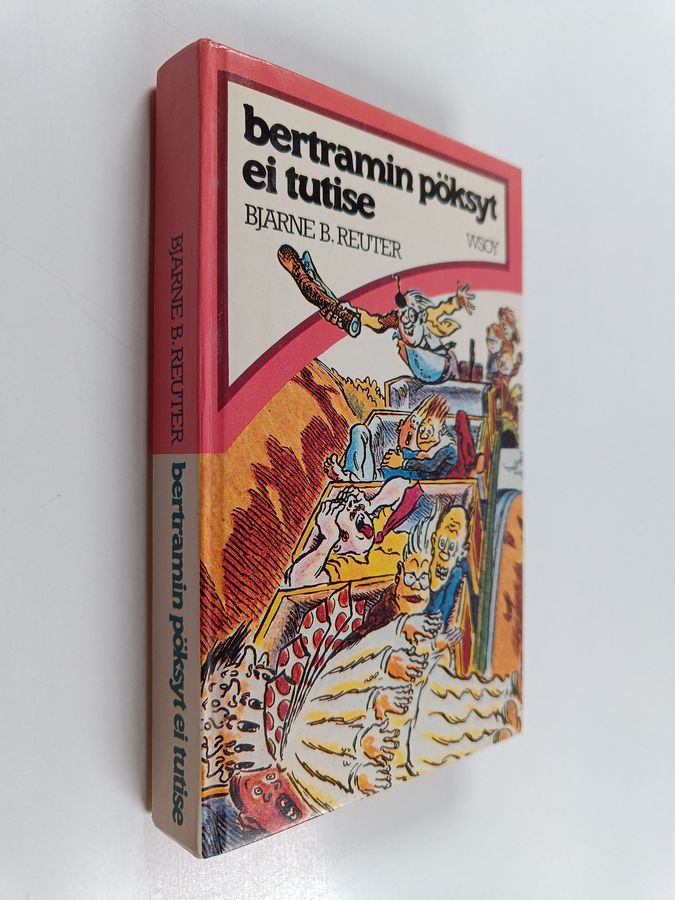 bertramin pöksyt
ei tutise
BJARNE B. REUTER
WSOY
BJARNE B. REUTER
bertramin pöksyt ei tutise